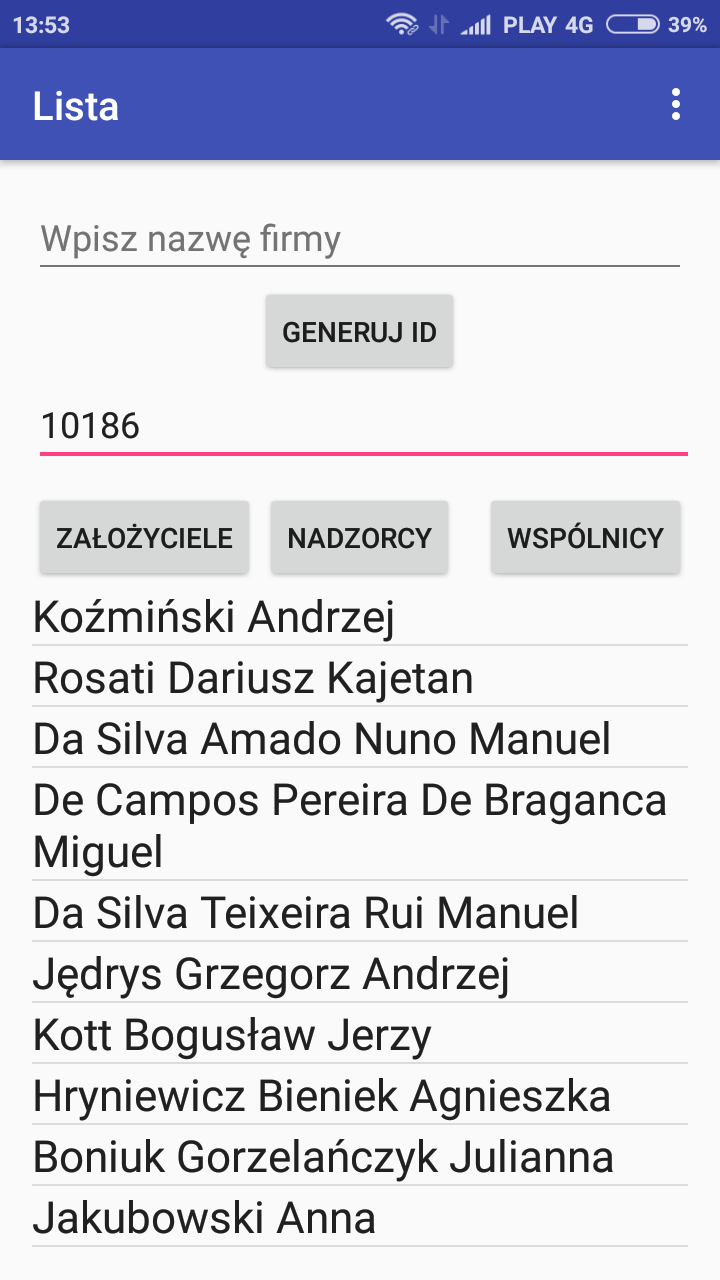 13:53 PLAY 4G 39%
Lista
Wpisz nazwę firmy
GENERUJ ID
10186
ZAŁOŻYCIELE NADZORCY WSPÓLNICY
Koźmiński Andrzej
Rosati Dariusz Kajetan
Da Silva Amado Nuno Manuel
De Campos Pereira De Braganca
Miguel
Da Silva Teixeira Rui Manuel
Jędrys Grzegorz Andrzej
Kott Bogusław Jerzy
Hryniewicz Bieniek Agnieszka
Boniuk Gorzelańczyk Julianna
Jakubowski Anna